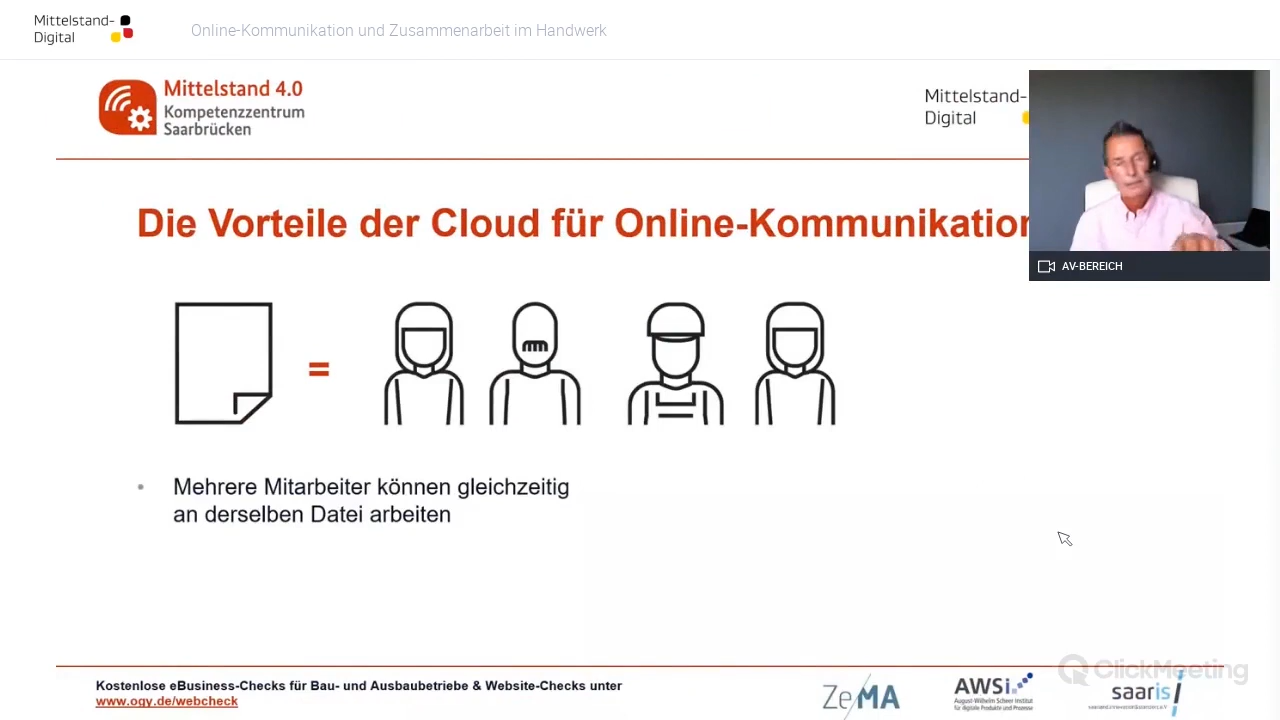 Mittelstand-
Digital
Online-Kommunikation und Zusammenarbeit im Handwerk
Mittelstand 4.0
Kompetenzzentrum
Saarbrücken
Mittelstand-
Digital
Die Vorteile der Cloud für Online-Kommunikation
AV-BEREICH
=
• Mehrere Mitarbeiter können gleichzeitig
an derselben Datei arbeiten
ClickMeeting
Kostenlose eBusiness-Checks für Bau- und Ausbaubetriebe & Website-Checks unter
www.ogy.de/webcheck
ZeMA
AWSi
August-Wilhelm Scheer Institut
für digitale Produkte und Prozesse
saaris